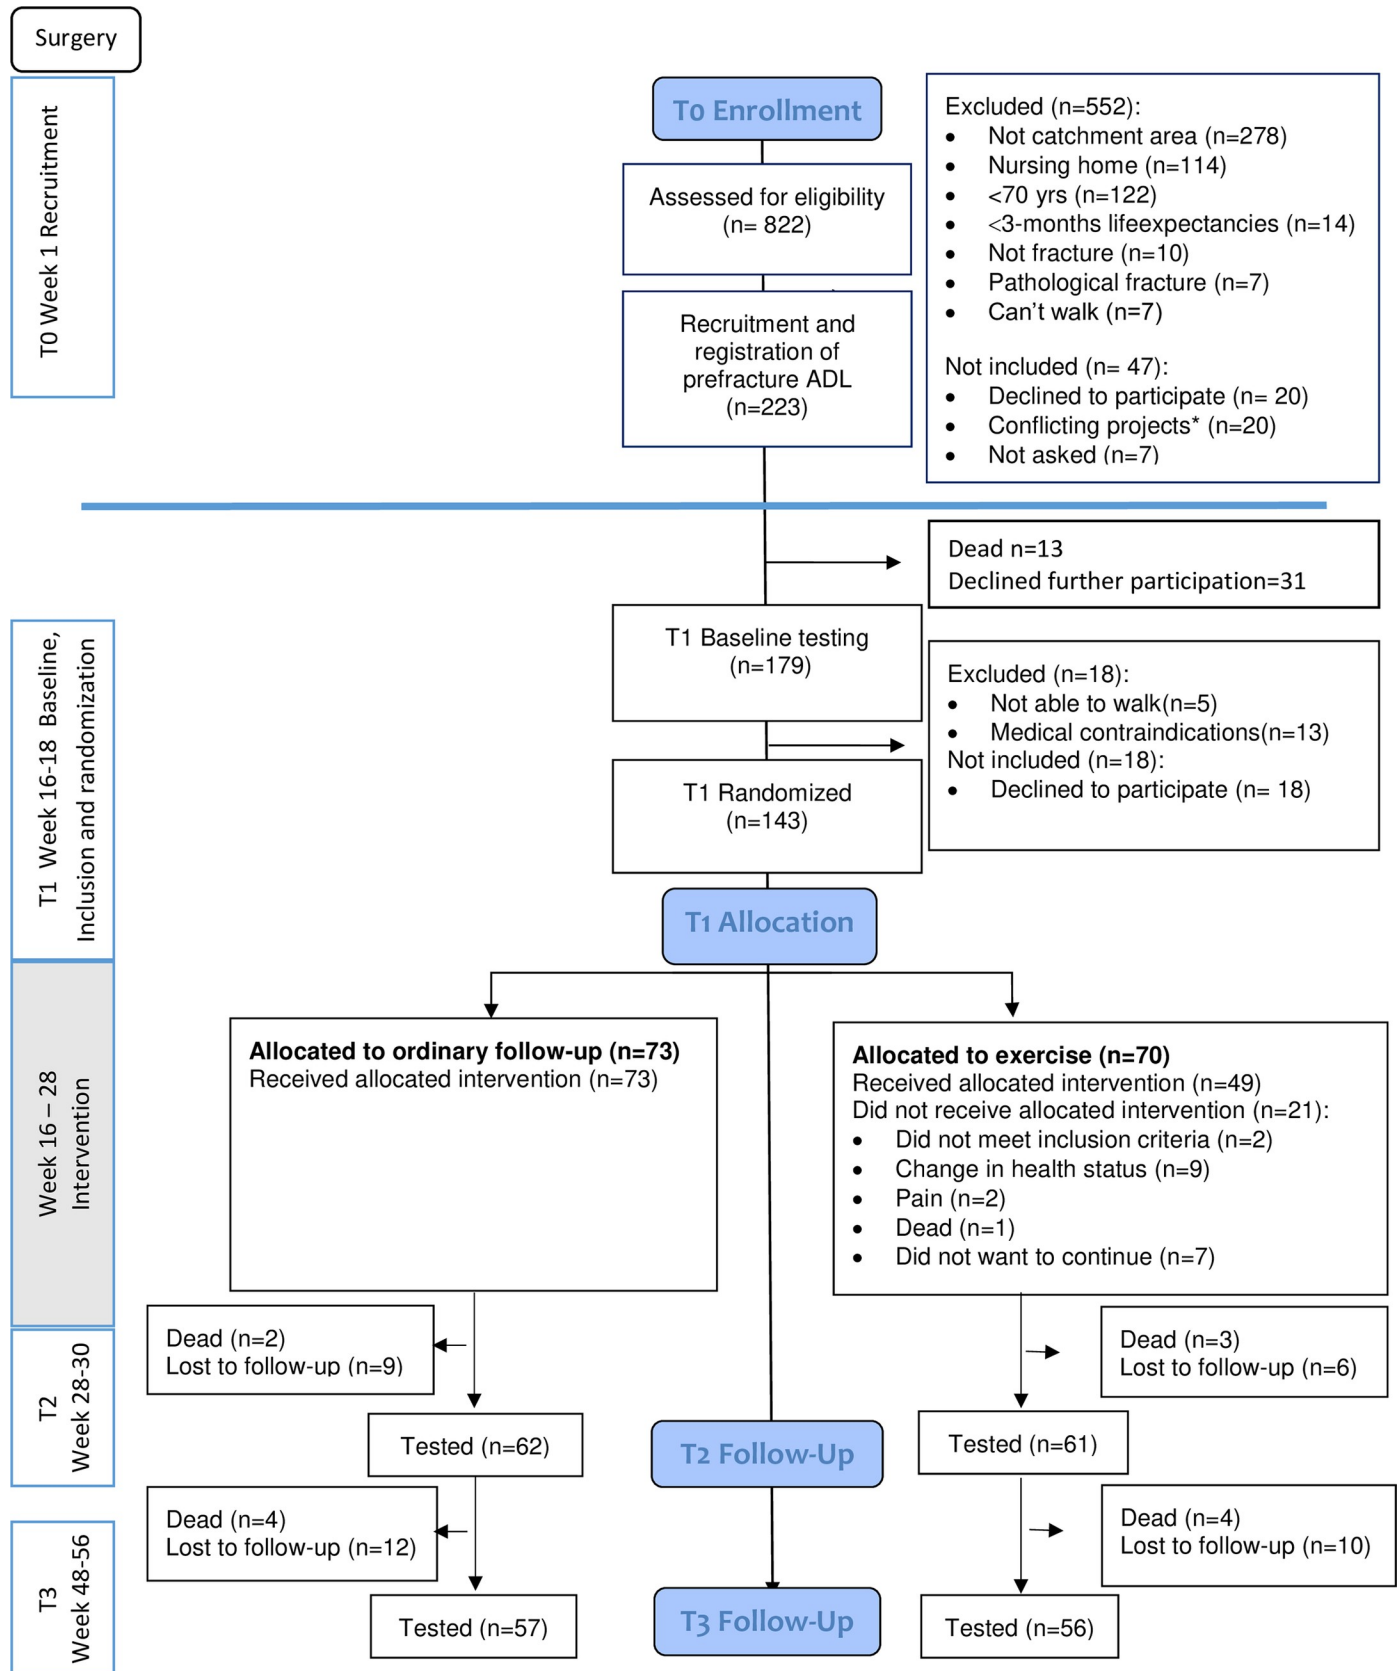 Surgery
T0 Week 1 Recruitment
T0 Enrollment
Assessed for eligibility
(n= 822)
Recruitment and
registration of
prefracture ADL
(n=223)
Excluded (n=552):
• Not catchment area (n=278)
• Nursing home (n=114)
• <70 yrs (n=122)
• <3-months lifeexpectancies (n=14)
• Not fracture (n=10)
• Pathological fracture (n=7)
• Can't walk (n=7)
Not included (n= 47):
• Declined to participate (n= 20)
• Conflicting projects* (n=20)
• Not asked (n=7)
Dead n=13
Declined further participation=31
T1 Week 16-18 Baseline,
Inclusion and randomization
T1 Baseline testing
(n=179)
Excluded (n=18):
• Not able to walk(n=5)
• Medical contraindications(n=13)
Not included (n=18):
• Declined to participate (n= 18)
T1 Randomized
(n=143)
T1 Allocation
Week 16 – 28
Intervention
Allocated to ordinary follow-up (n=73)
Received allocated intervention (n=73)
Allocated to exercise (n=70)
Received allocated intervention (n=49)
Did not receive allocated intervention (n=21):
• Did not meet inclusion criteria (n=2)
• Change in health status (n=9)
• Pain (n=2)
• Dead (n=1)
• Did not want to continue (n=7)
T2
Week 28-30
Dead (n=2)
Lost to follow-up (n=9)
Dead (n=3)
Lost to follow-up (n=6)
Tested (n=62)
T2 Follow-Up
Tested (n=61)
T3
Week 48-56
Dead (n=4)
Lost to follow-up (n=12)
Dead (n=4)
Lost to follow-up (n=10)
Tested (n=57)
T3 Follow-Up
Tested (n=56)